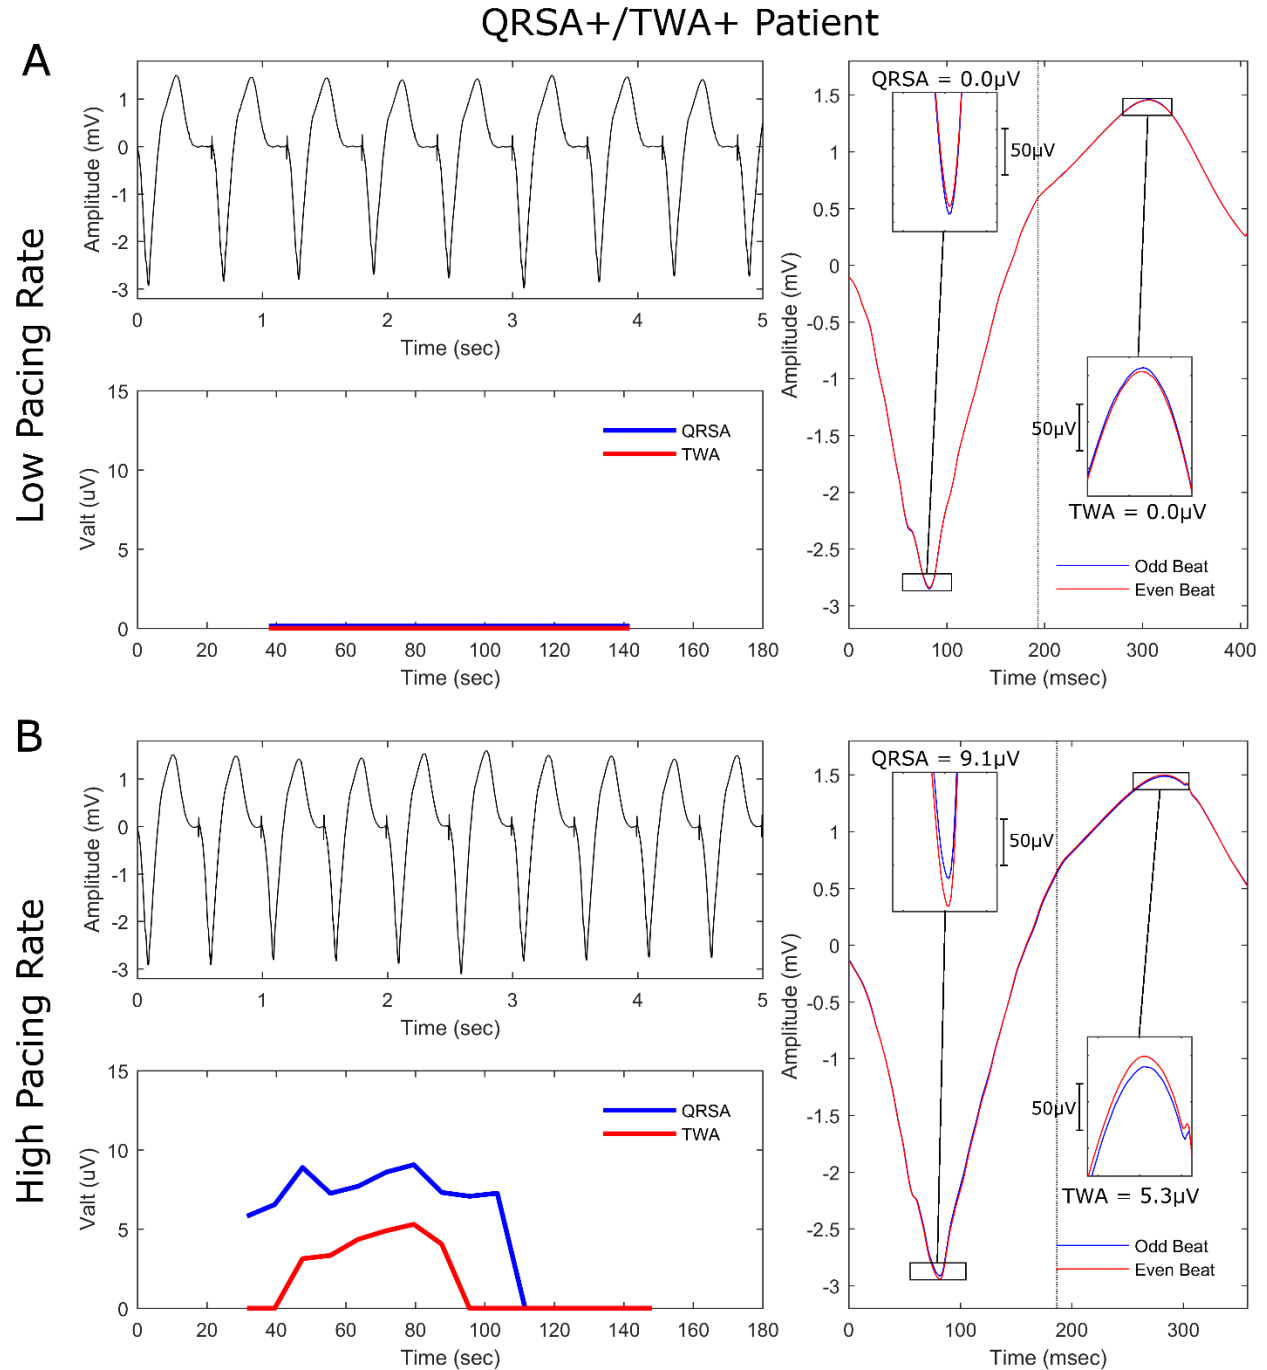 QRSA+/TWA+ Patient
A
Low Pacing Rate
Amplitude (mV)
1
0
-1
-2
-3
0 1 2 3 4 5
Time (sec)
Valt (uV)
15
10
5
0
QRSA
TWA
0 20 40 60 80 100 120 140 160 180
Time (sec)
Amplitude (mV)
1.5
1
0.5
0
-0.5
-1
-1.5
-2
-2.5
-3
QRSA = 0.0µV
50µV
50µV
TWA = 0.0µV
Odd Beat
Even Beat
0 100 200 300 400
Time (msec)
B
High Pacing Rate
Amplitude (mV)
1
0
-1
-2
-3
0 1 2 3 4 5
Time (sec)
Valt (uV)
15
10
5
0
QRSA
TWA
0 20 40 60 80 100 120 140 160 180
Time (sec)
Amplitude (mV)
1.5
1
0.5
0
-0.5
-1
-1.5
-2
-2.5
-3
QRSA = 9.1µV
50µV
50µV
TWA = 5.3µV
Odd Beat
Even Beat
0 100 200 300
Time (msec)